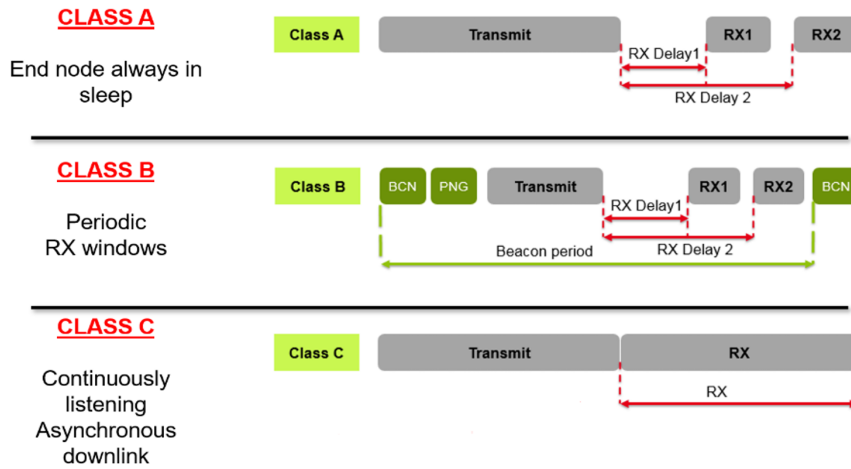 CLASS A
End node always in
sleep
Class A
Transmit
RX1
RX2
RX Delay1
RX Delay 2
CLASS B
Periodic
RX windows
Class B
BCN
PNG
Transmit
RX1
RX2
BCN
RX Delay1
RX Delay 2
Beacon period
CLASS C
Continuously
listening
Asynchronous
downlink
Class C
Transmit
RX
RX